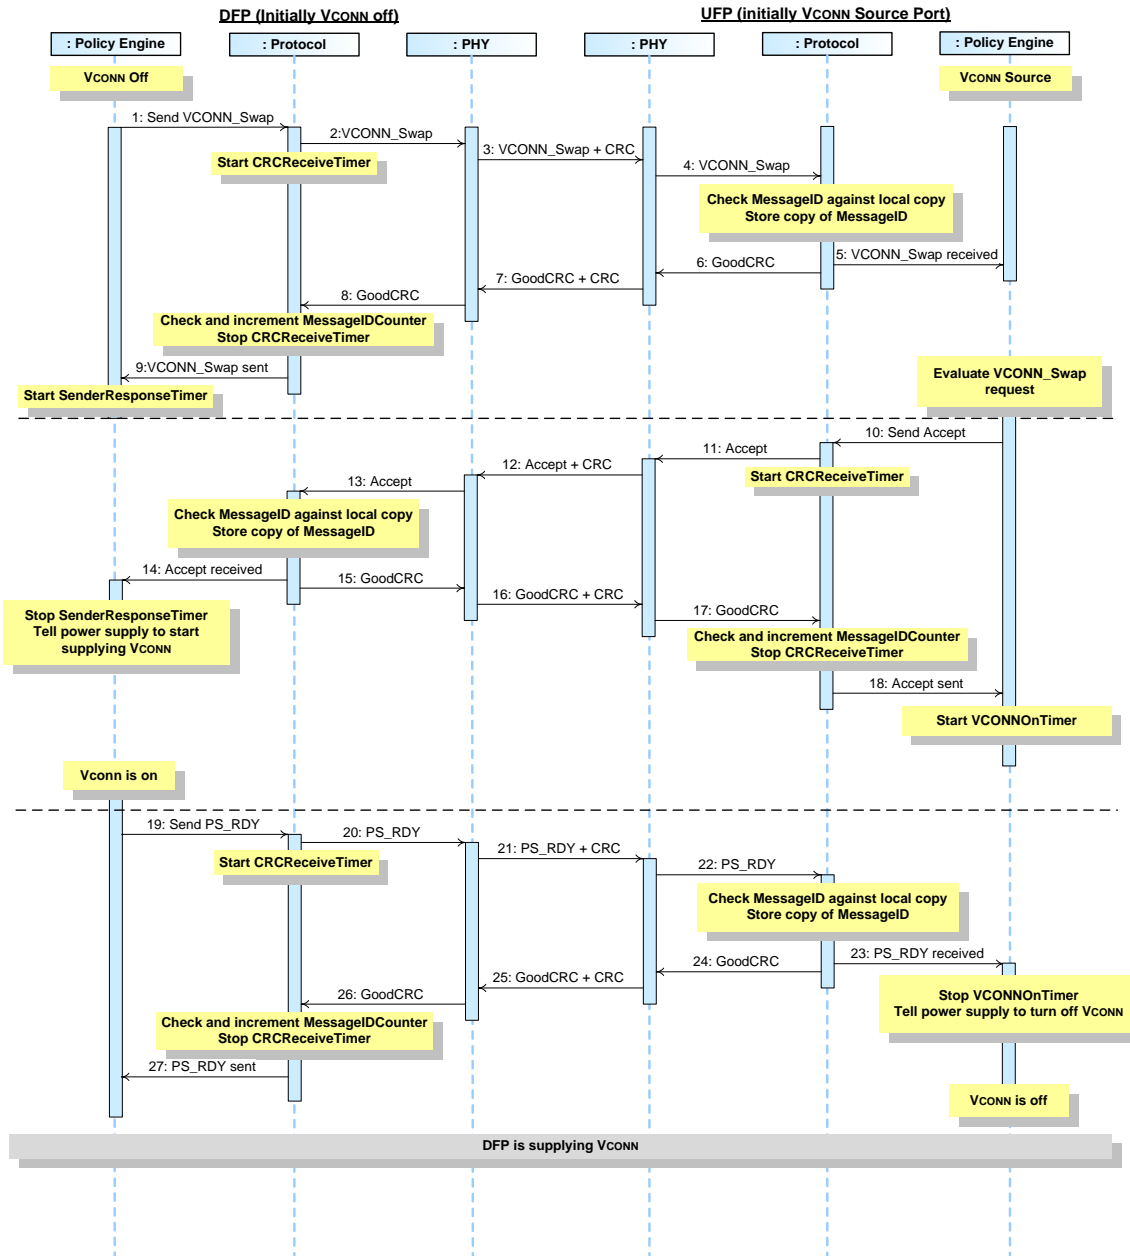 DFP (Initially VCONN off)
UFP (initially VCONN Source Port)
: Policy Engine
: Protocol
: PHY
: PHY
: Protocol
: Policy Engine
VCONN Off
VCONN Source
1: Send VCONN_Swap
2:VCONN_Swap
Start CRCReceiveTimer
3: VCONN_Swap + CRC
4: VCONN_Swap
Check MessageID against local copy
Store copy of MessageID
5: VCONN_Swap received
6: GoodCRC
7: GoodCRC + CRC
8: GoodCRC
Check and increment MessageIDCounter
Stop CRCReceiveTimer
9:VCONN_Swap sent
Start SenderResponseTimer
Evaluate VCONN_Swap
request
10: Send Accept
11: Accept
Start CRCReceiveTimer
12: Accept + CRC
13: Accept
Check MessageID against local copy
Store copy of MessageID
14: Accept received
15: GoodCRC
16: GoodCRC + CRC
17: GoodCRC
Stop SenderResponseTimer
Tell power supply to start
supplying VCONN
Check and increment MessageIDCounter
Stop CRCReceiveTimer
18: Accept sent
Start VCONNOnTimer
Vconn is on
19: Send PS_RDY
20: PS_RDY
Start CRCReceiveTimer
21: PS_RDY + CRC
22: PS_RDY
Check MessageID against local copy
Store copy of MessageID
23: PS_RDY received
24: GoodCRC
25: GoodCRC + CRC
26: GoodCRC
Stop VCONNOnTimer
Tell power supply to turn off VCONN
Check and increment MessageIDCounter
Stop CRCReceiveTimer
27: PS_RDY sent
VCONN is off
DFP is supplying VCONN